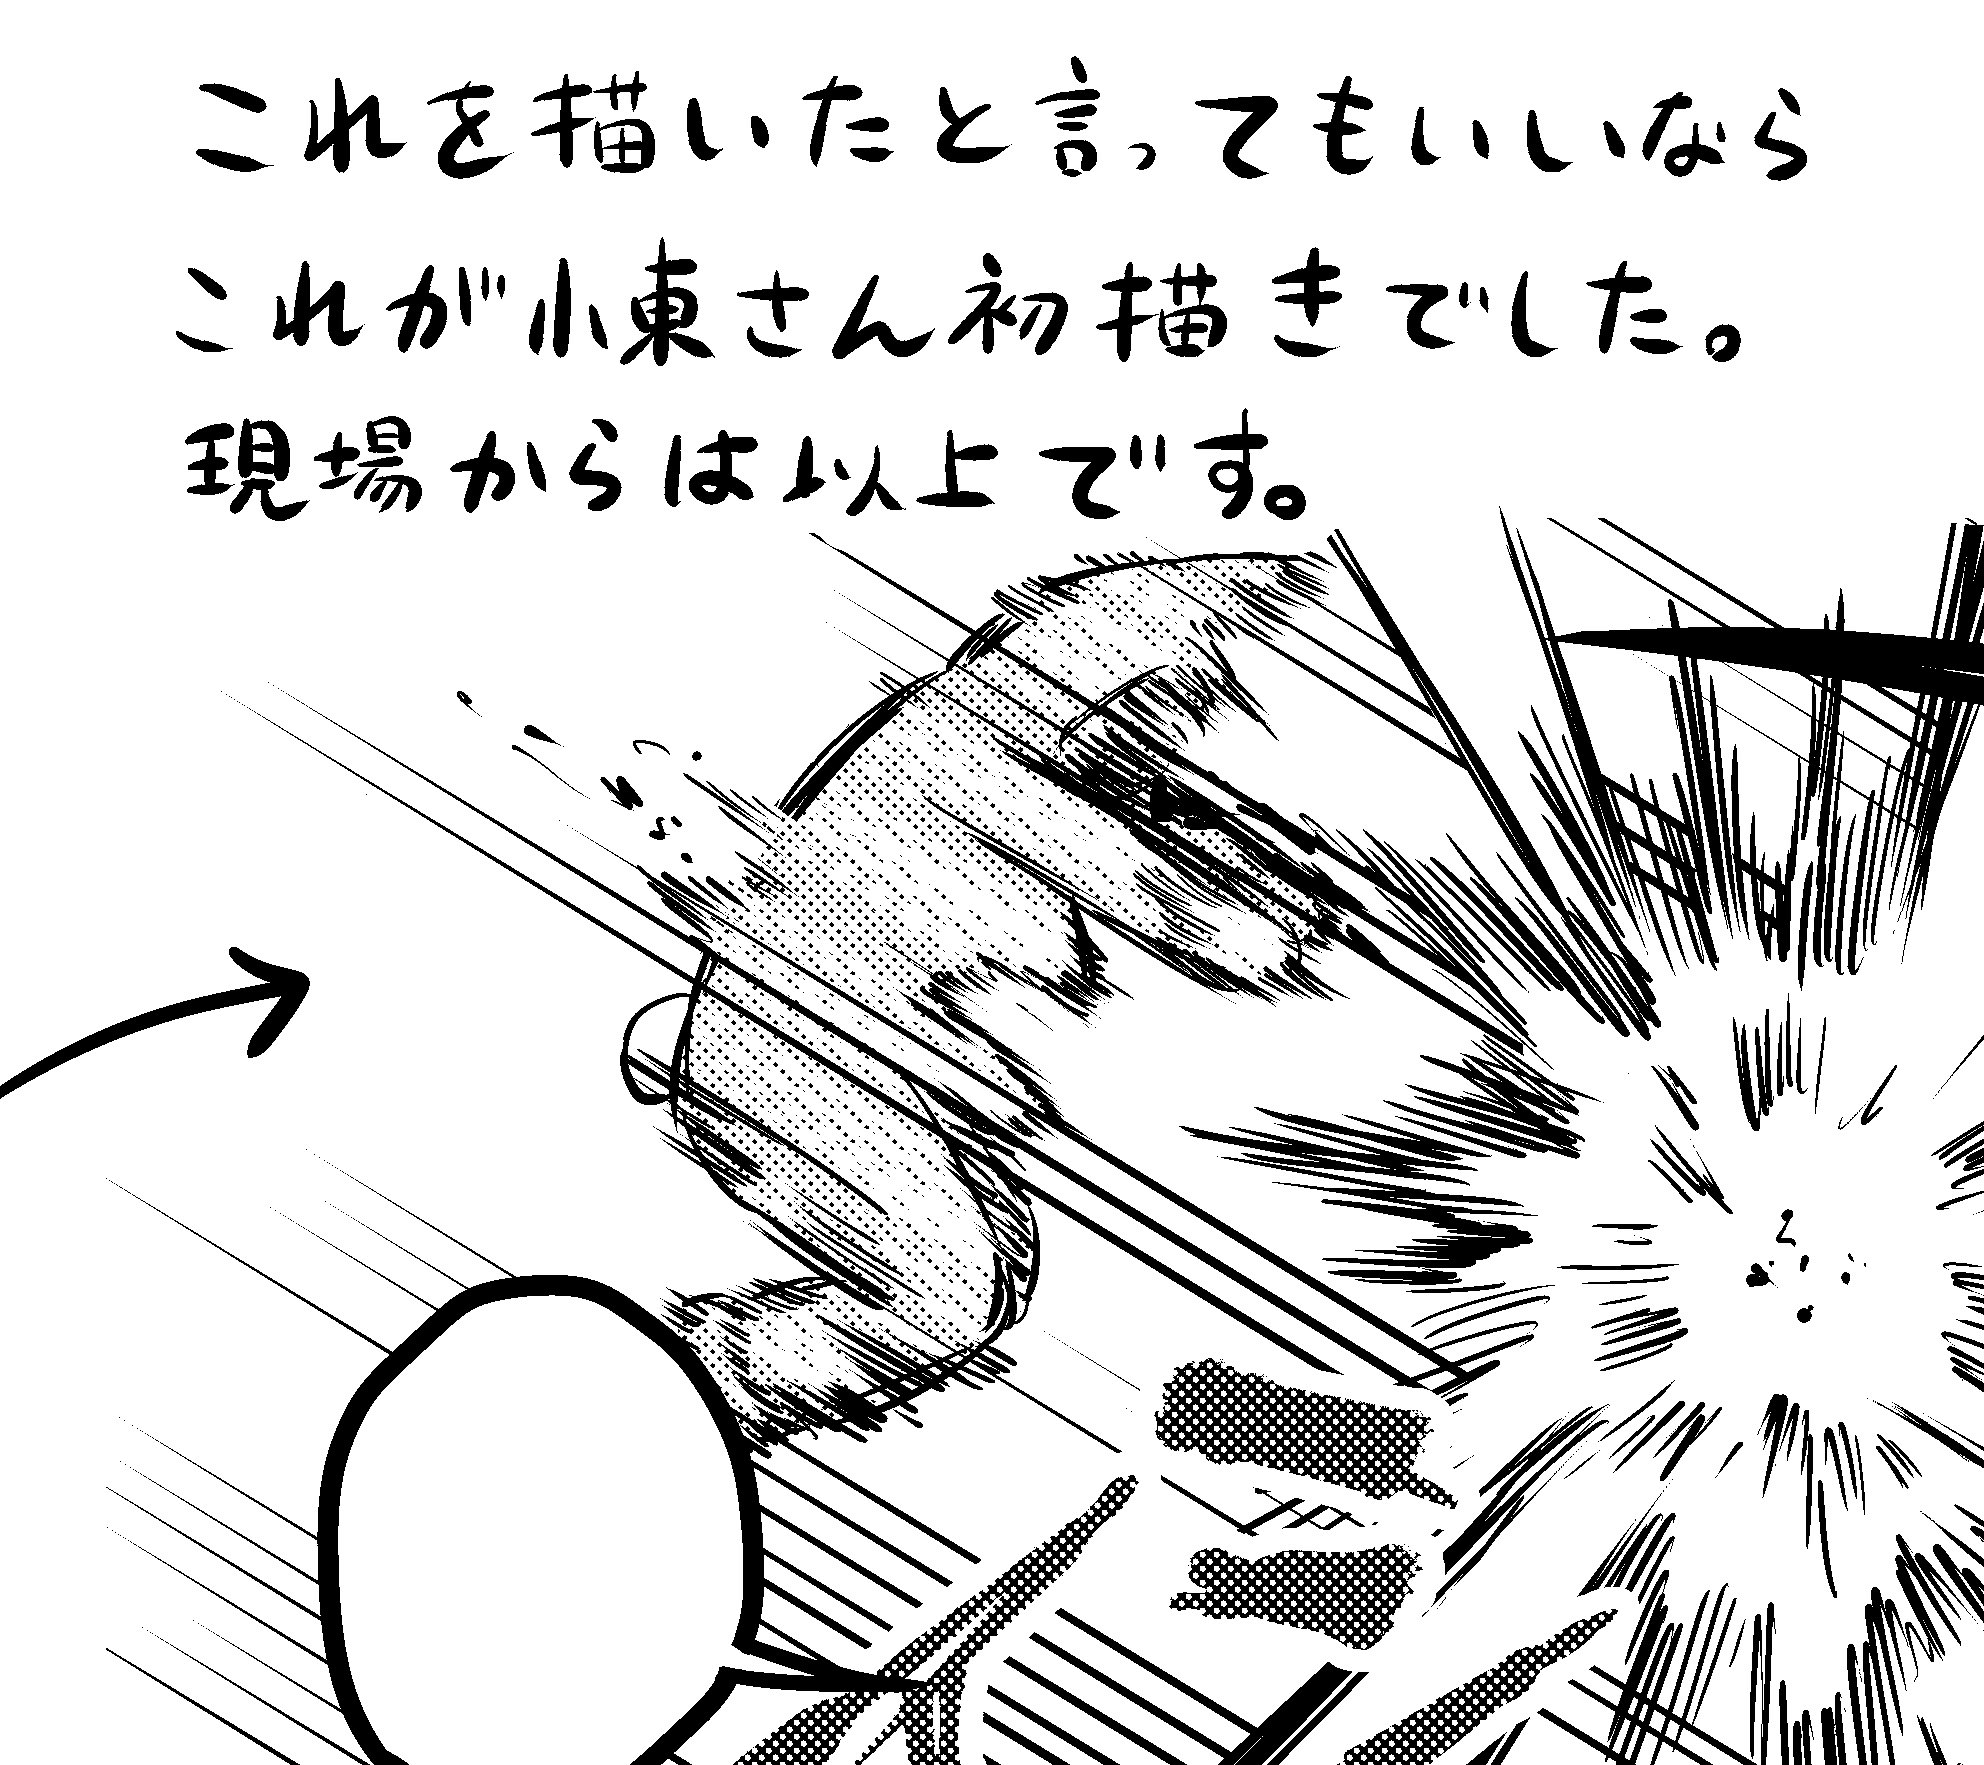 これを描いたと言ってもいいなら
これが小東さん初描きでした。
現場からは以上です。